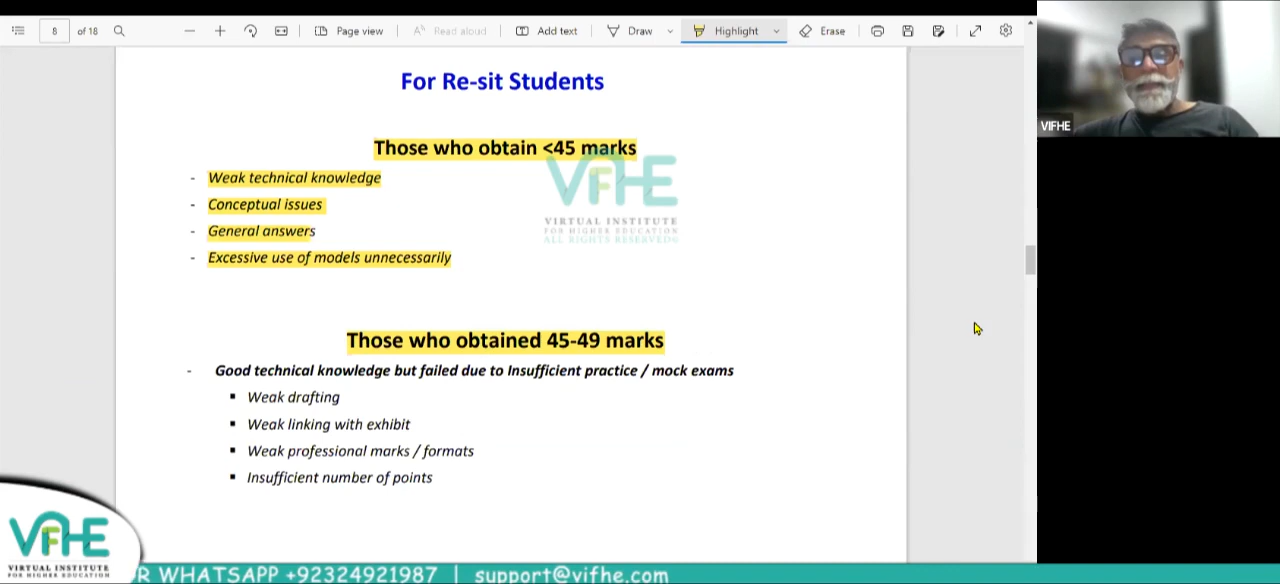 8 of 18
Page view
Read aloud
Add text
Draw
Highlight
Erase
For Re-sit Students
Those who obtain <45 marks
- Weak technical knowledge
- Conceptual issues
- General answers
- Excessive use of models unnecessarily
VIFHE
VIRTUAL INSTITUTE
FOR HIGHER EDUCATION
ALL RIGHTS RESERVED©
Those who obtained 45-49 marks
- Good technical knowledge but failed due to Insufficient practice / mock exams
▪ Weak drafting
▪ Weak linking with exhibit
▪ Weak professional marks / formats
▪ Insufficient number of points
VIFHE
VIFHE
VIRTUAL INSTITUTE
FOR HIGHER EDUCATION
R WHATSAPP +92324921987 | support@vifhe.com